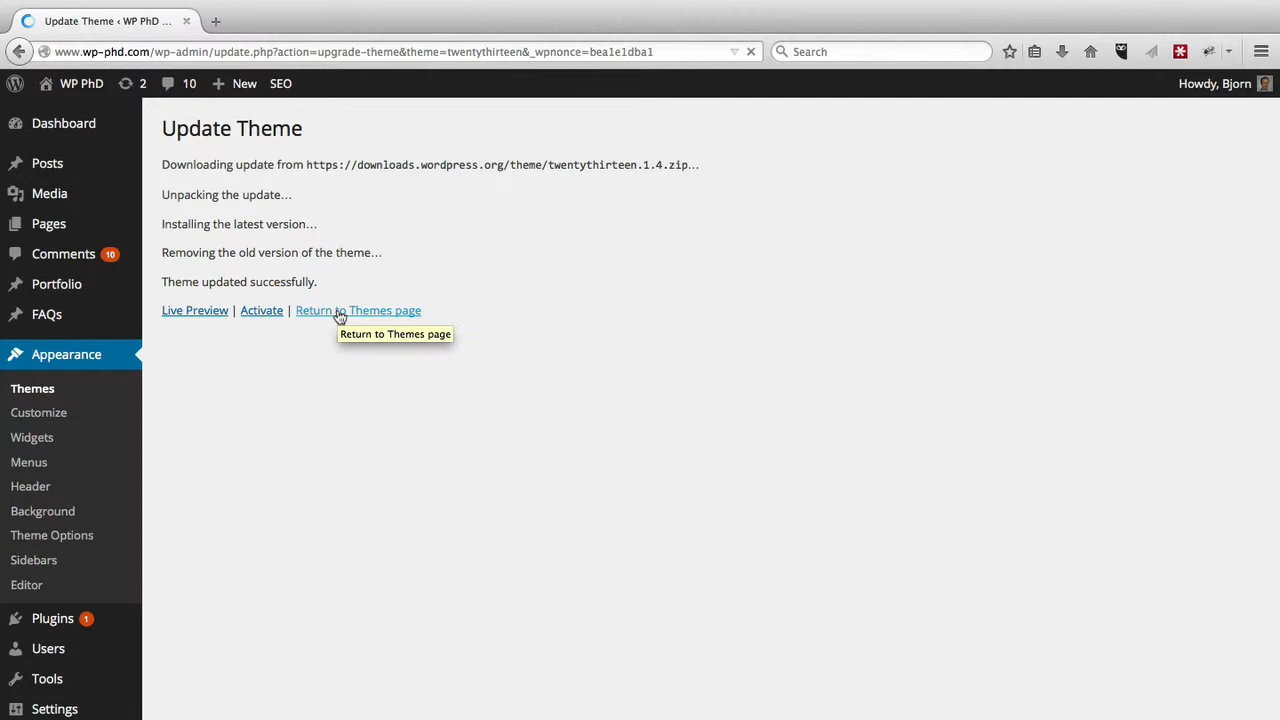 Update Theme ‹ WP PhD ...
www.wp-phd.com/wp-admin/update.php?action=upgrade-theme&theme=twentythirteen&_wpnonce=bea1e1dba1
Search
WP PhD 2 10 New SEO
Howdy, Bjorn
Dashboard
Posts
Media
Pages
Comments 10
Portfolio
FAQs
Appearance
Themes
Customize
Widgets
Menus
Header
Background
Theme Options
Sidebars
Editor
Plugins 1
Users
Tools
Settings
Update Theme
Downloading update from https://downloads.wordpress.org/theme/twentythirteen.1.4.zip…
Unpacking the update…
Installing the latest version…
Removing the old version of the theme…
Theme updated successfully.
Live Preview | Activate | Return to Themes page
Return to Themes page